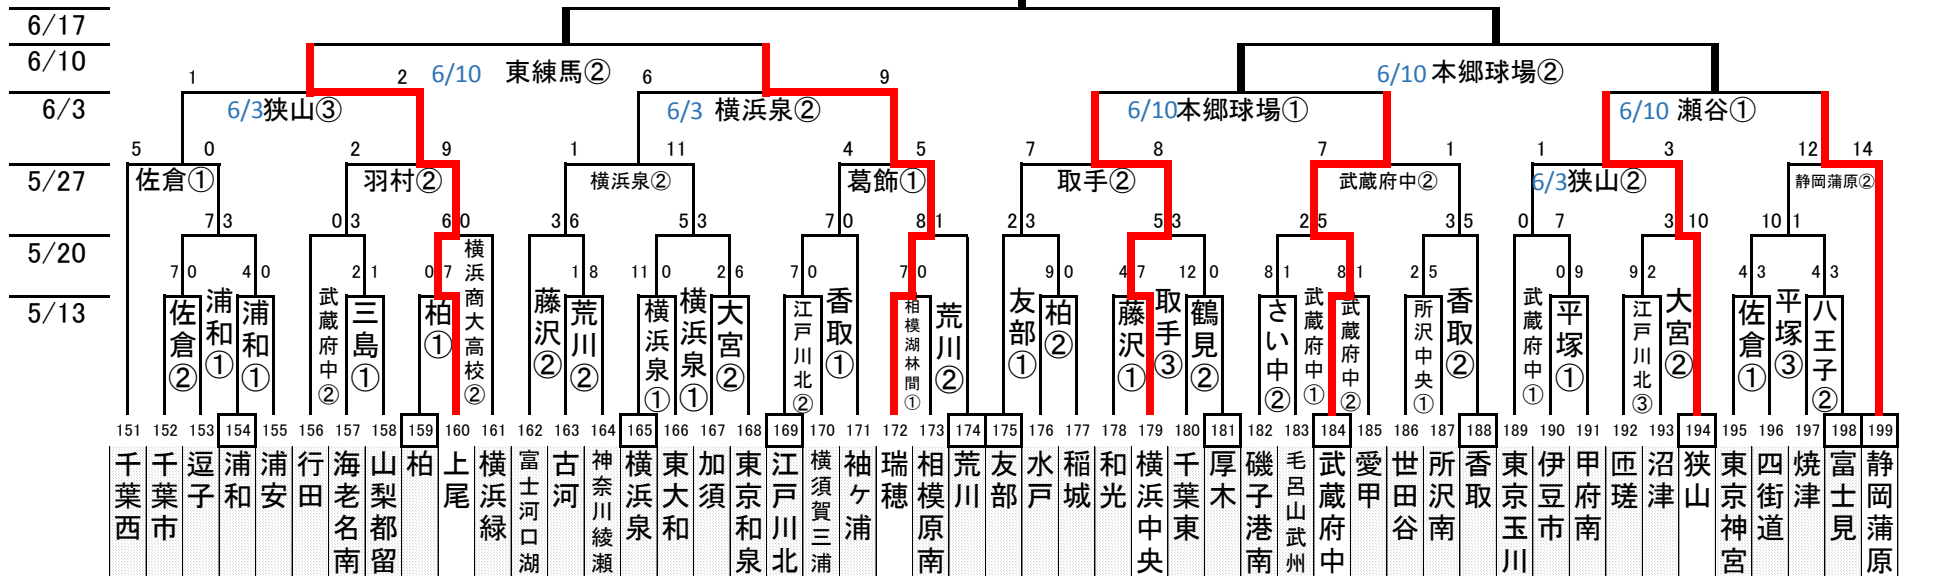 6/17
6/10
6/3
5/27
5/20
5/13
6/10 東練馬②
6/10 本郷球場②
1 2 6 9
6/3狭山③ 6/3 横浜泉② 6/10本郷球場① 6/10 瀬谷①
5 0 2 9 1 11 4 5 7 8 7 1 1 3 12 14
佐倉① 羽村② 横浜泉② 葛飾① 取手② 武蔵府中② 6/3狭山② 静岡蒲原②
7 3 0 3 6 0 3 6 5 3 7 0 8 1 2 3 5 3 2 5 3 5 0 7 3 10 10 1
7 0 4 0 2 1 0 7 1 8 11 0 2 6 7 0 7 0 9 0 4 7 12 0 8 1 8 1 2 5 0 9 9 2 4 3 4 3
佐倉②
浦和①
浦和①
武蔵府中②
三島①
柏①
横浜商大高校②
藤沢②
荒川②
横浜泉①
横浜泉①
大宮②
江戸川北②
香取①
相模湖林間①
荒川②
友部①
柏②
藤沢①
取手③
鶴見②
さい中②
武蔵府中①
武蔵府中②
所沢中央①
香取②
武蔵府中①
平塚①
江戸川北③
大宮②
佐倉①
平塚③
八王子②
151 152 153 154 155 156 157 158 159 160 161 162 163 164 165 166 167 168 169 170 171 172 173 174 175 176 177 178 179 180 181 182 183 184 185 186 187 188 189 190 191 192 193 194 195 196 197 198 199
千葉西
千葉市
逗子
浦和
浦安
行田
海老名南
山梨都留
柏
上尾
横浜緑
富士河口湖
古河
神奈川綾瀬
横浜泉
東大和
加須
東京和泉
江戸川北
横須賀三浦
袖ヶ浦
瑞穂
相模原南
荒川
友部
水戸
稲城
和光
横浜中央
千葉東
厚木
磯子港南
毛呂山武州
武蔵府中
愛甲
世田谷
所沢南
香取
東京玉川
伊豆市
甲府南
匝瑳
沼津
狭山
東京神宮
四街道
焼津
富士見
静岡蒲原